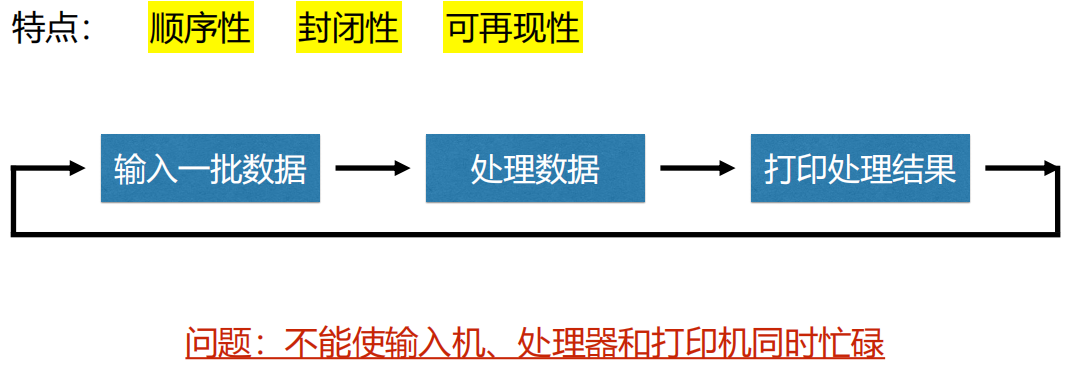 特点： 顺序性 封闭性 可再现性
输入一批数据 处理数据 打印处理结果
问题：不能使输入机、处理器和打印机同时忙碌